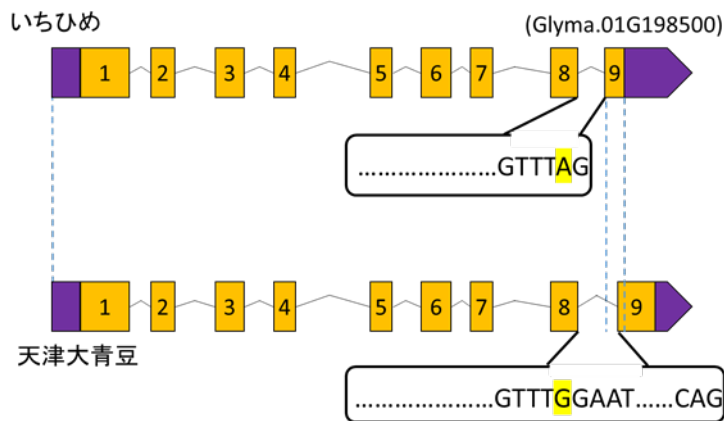 いちひめ
(Glyma.01G198500)
1 2 3 4 5 6 7 8 9
.....................GTTTAG
1 2 3 4 5 6 7 8 9
天津大青豆
.....................GTTTGGAAT......CAG